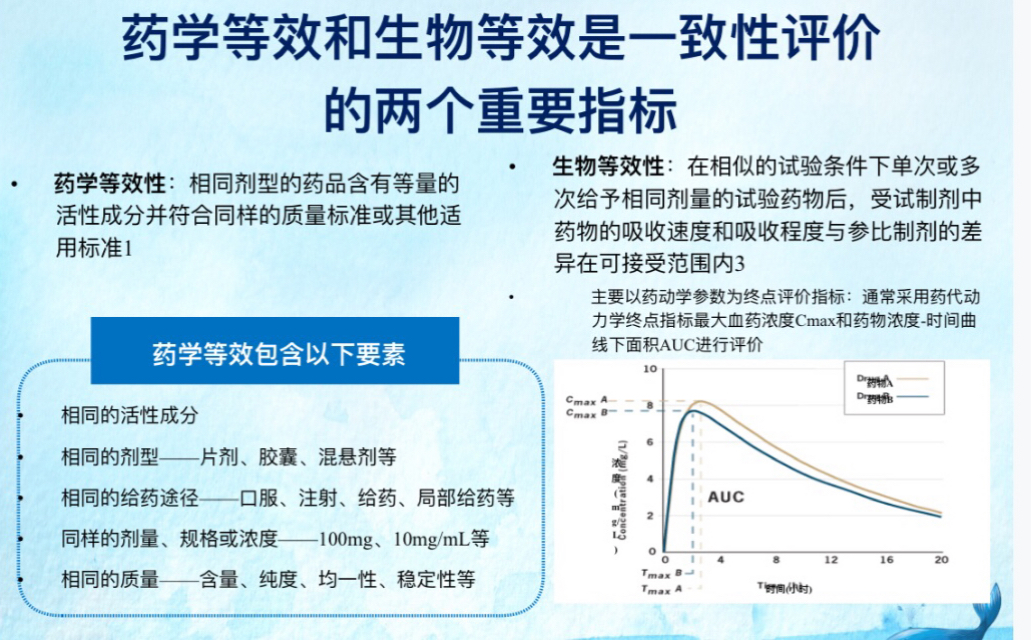 药学等效和生物等效是一致性评价
的两个重要指标
• 药学等效性：相同剂型的药品含有等量的
活性成分并符合同样的质量标准或其他适
用标准1
药学等效包含以下要素
• 相同的活性成分
• 相同的剂型——片剂、胶囊、混悬剂等
• 相同的给药途径——口服、注射、给药、局部给药等
• 同样的剂量、规格或浓度——100mg、10mg/mL等
• 相同的质量——含量、纯度、均一性、稳定性等
• 生物等效性：在相似的试验条件下单次或多
次给予相同剂量的试验药物后，受试制剂中
药物的吸收速度和吸收程度与参比制剂的差
异在可接受范围内3
• 主要以药动学参数为终点评价指标：通常采用药代动
力学终点指标最大血药浓度Cmax和药物浓度-时间曲
线下面积AUC进行评价
药物A
药物B
Cmax A
Cmax B
10
8
6
4
2
0
浓度(mg/L)
Concentration (mg/L)
AUC
0 4 8 12 16 20
Tmax B
Tmax A
时间(小时)